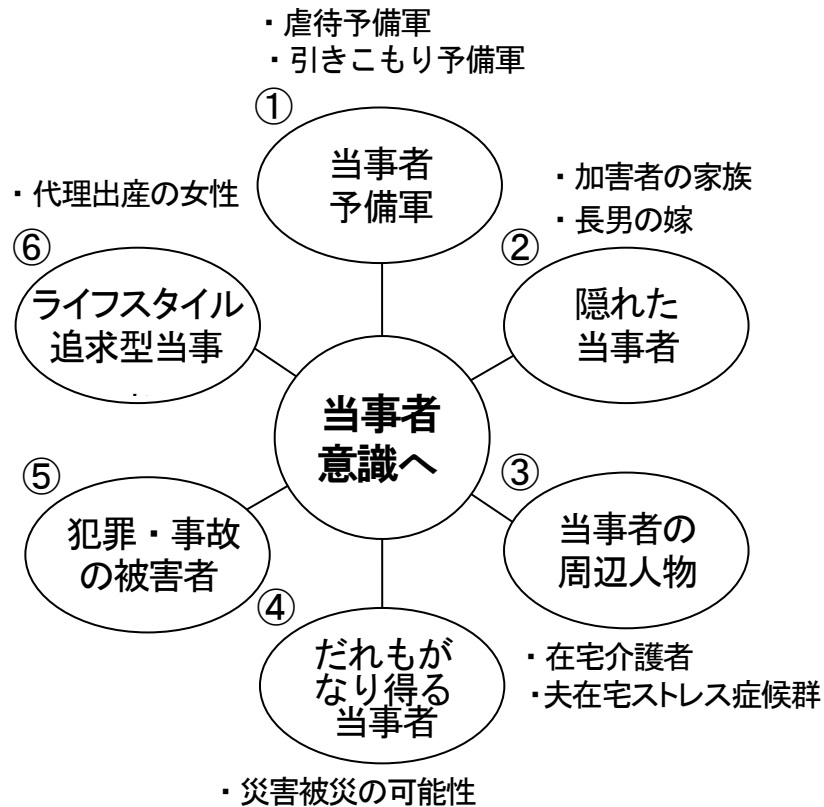 ・虐待予備軍
・引きこもり予備軍
①
当事者
予備軍
・加害者の家族
・長男の嫁
②
隠れた
当事者
③
当事者の
周辺人物
・在宅介護者
・夫在宅ストレス症候群
④
だれもが
なり得る
当事者
・災害被災の可能性
⑤
犯罪・事故
の被害者
・代理出産の女性
⑥
ライフスタイル
追求型当事
当事者
意識へ